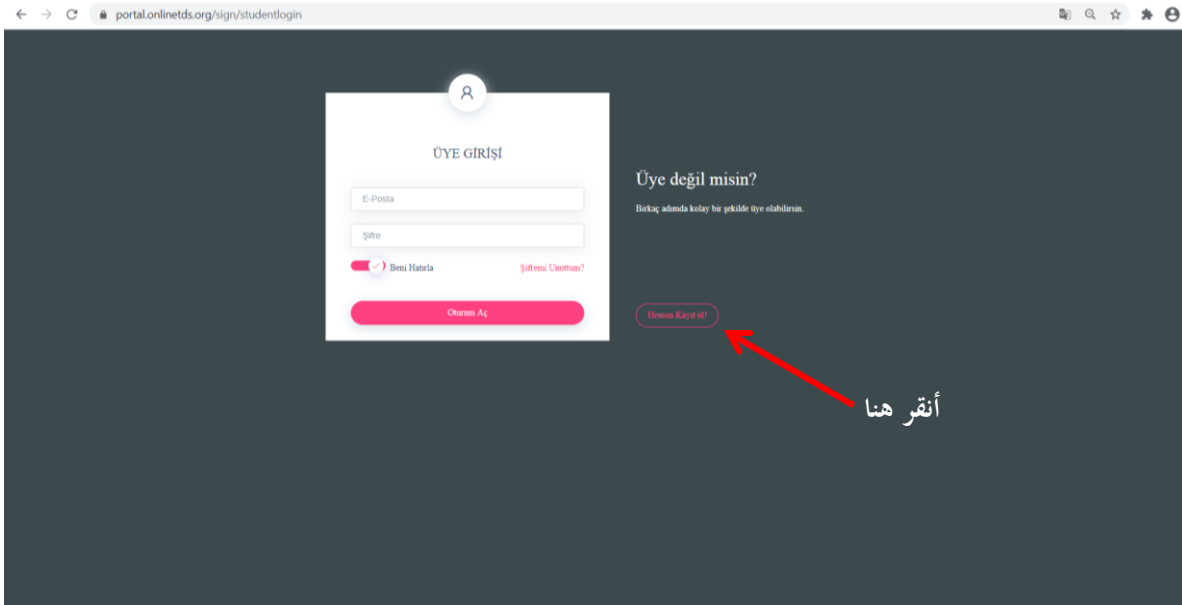 portal.onlinetds.org/sign/studentlogin
ÜYE GİRİŞİ
E-Posta
Şifre
Beni Hatırla
Şifremi Unuttum?
Oturum Aç
Üye değil misin?
Birkaç adımda kolay bir şekilde üye olabilirsin.
Hemen Kayıt ol!
أنقر هنا